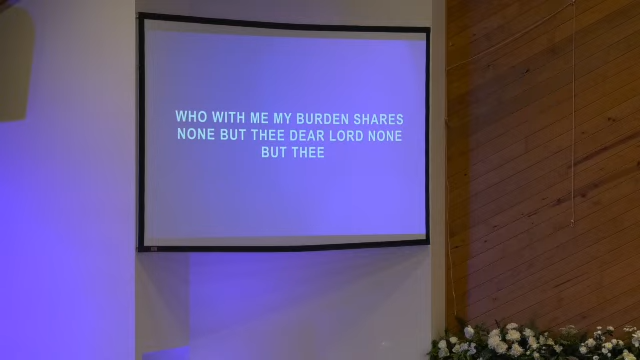 WHO WITH ME MY BURDEN SHARES
NONE BUT THEE DEAR LORD NONE
BUT THEE